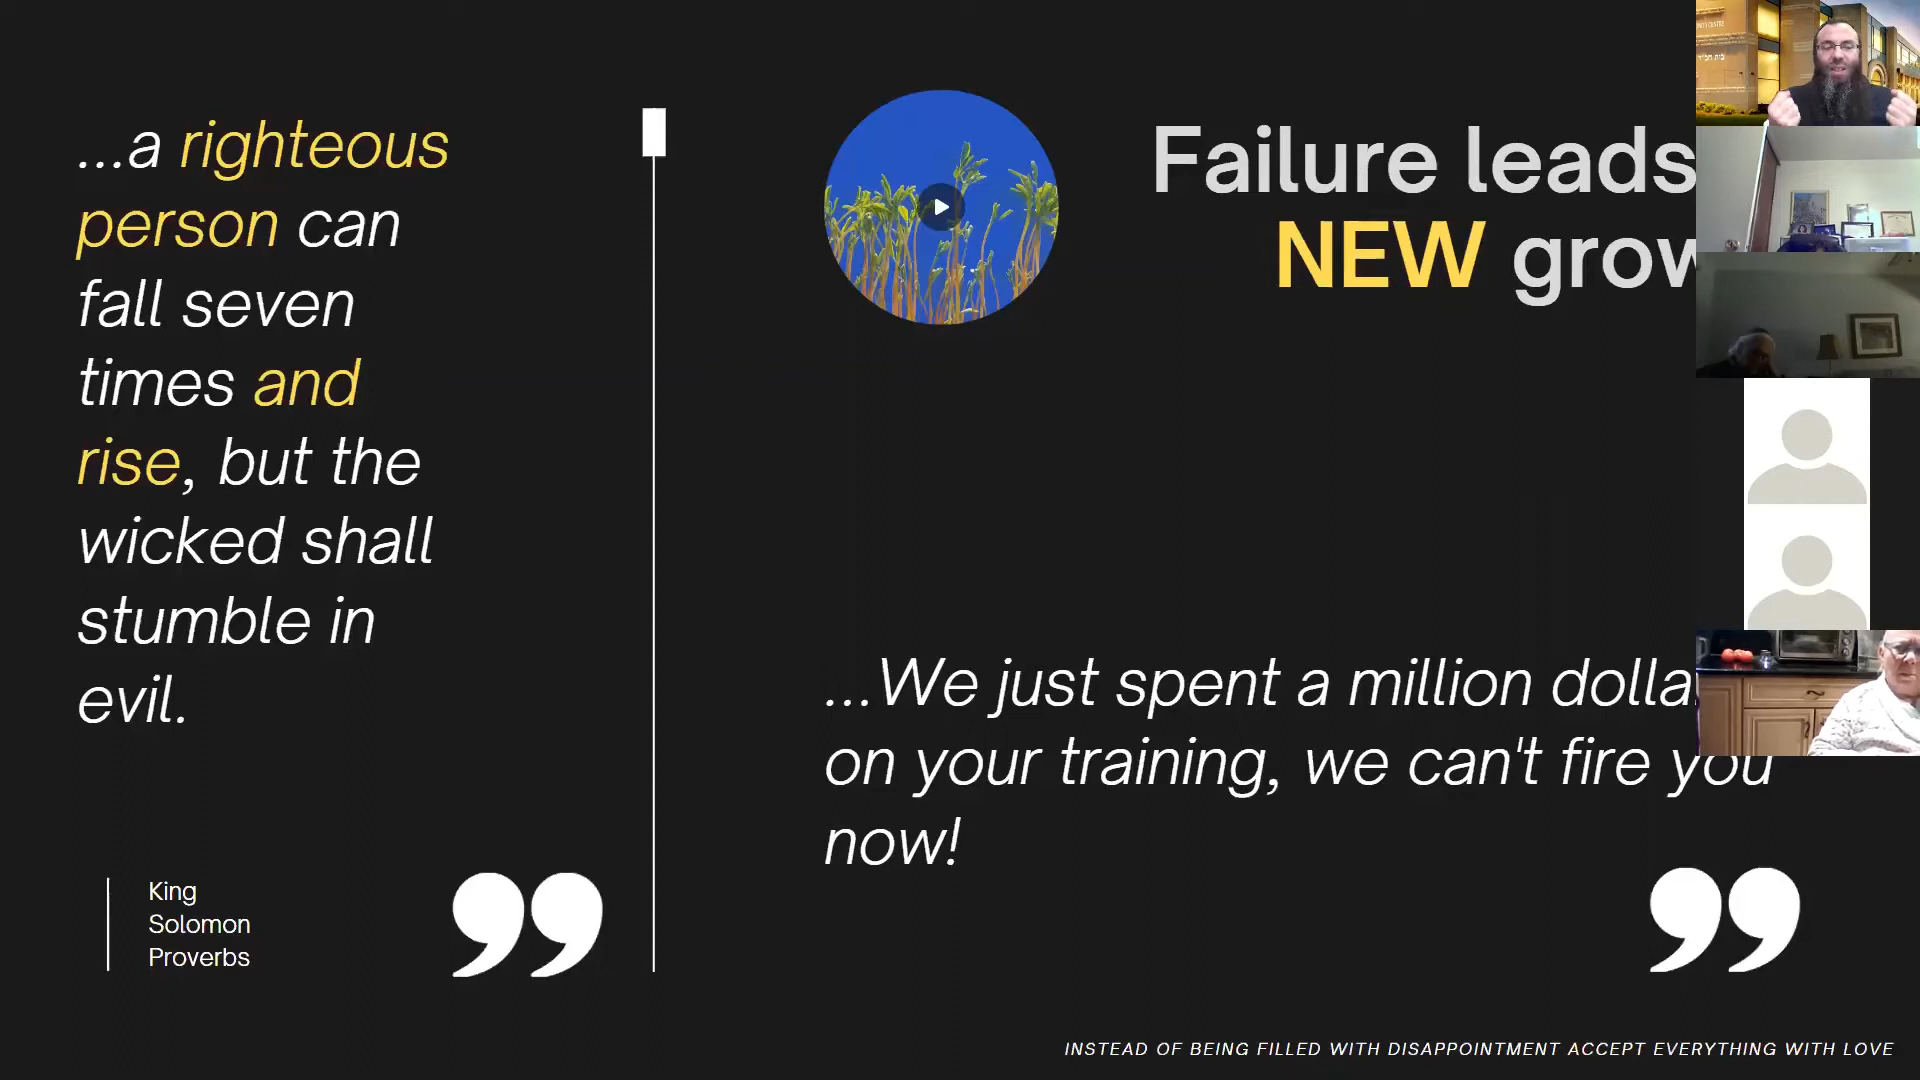 ...a righteous
person can
fall seven
times and
rise, but the
wicked shall
stumble in
evil.
King
Solomon
Proverbs
Failure leads
NEW grow
...We just spent a million dolla
on your training, we can't fire you
now!
INSTEAD OF BEING FILLED WITH DISAPPOINTMENT ACCEPT EVERYTHING WITH LOVE